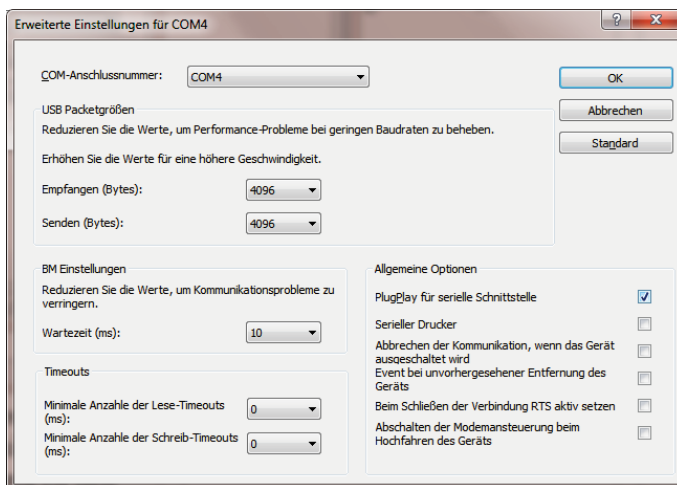 Erweiterte Einstellungen für COM4
COM-Anschlussnummer:
COM4
OK
Abbrechen
Standard
USB Packetgrößen
Reduzieren Sie die Werte, um Performance-Probleme bei geringen Baudraten zu beheben.
Erhöhen Sie die Werte für eine höhere Geschwindigkeit.
Empfangen (Bytes):
4096
Senden (Bytes):
4096
BM Einstellungen
Reduzieren Sie die Werte, um Kommunikationsprobleme zu
verringern.
Wartezeit (ms):
10
Timeouts
Minimale Anzahle der Lese-Timeouts
(ms):
0
Minimale Anzahle der Schreib-Timeouts
(ms):
0
Allgemeine Optionen
PlugPlay für serielle Schnittstelle
Serieller Drucker
Abbrechen der Kommunikation, wenn das Gerät
ausgeschaltet wird
Event bei unvorhergesehener Entfernung des
Geräts
Beim Schließen der Verbindung RTS aktiv setzen
Abschalten der Modemansteuerung beim
Hochfahren des Geräts